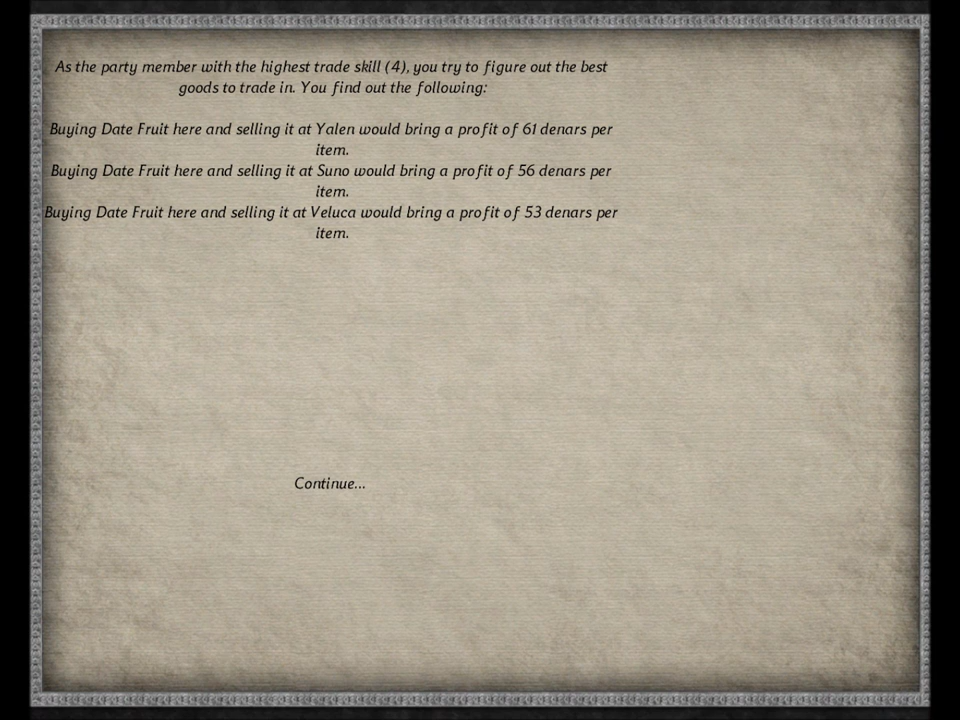 As the party member with the highest trade skill (4), you try to figure out the best
goods to trade in. You find out the following:
Buying Date Fruit here and selling it at Yalen would bring a profit of 61 denars per
item.
Buying Date Fruit here and selling it at Suno would bring a profit of 56 denars per
item.
Buying Date Fruit here and selling it at Veluca would bring a profit of 53 denars per
item.
Continue...